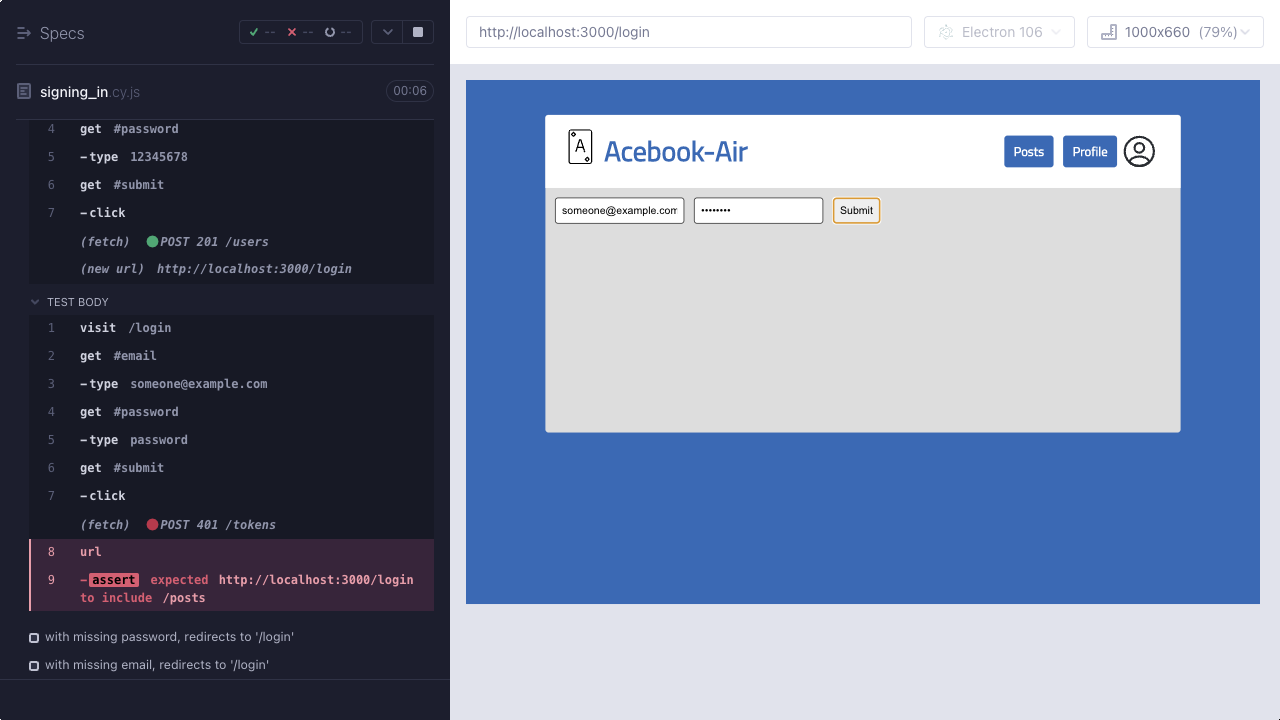 Specs
-- -- --
signing_in.cy.js 00:06
4 get #password
5 -type 12345678
6 get #submit
7 -click
(fetch) POST 201 /users
(new url) http://localhost:3000/login
TEST BODY
1 visit /login
2 get #email
3 -type someone@example.com
4 get #password
5 -type password
6 get #submit
7 -click
(fetch) POST 401 /tokens
8 url
9 -assert expected http://localhost:3000/login
to include /posts
with missing password, redirects to '/login'
with missing email, redirects to '/login'
http://localhost:3000/login
Electron 106
1000x660 (79%)
A
Acebook-Air
Posts
Profile
someone@example.com
••••••••
Submit